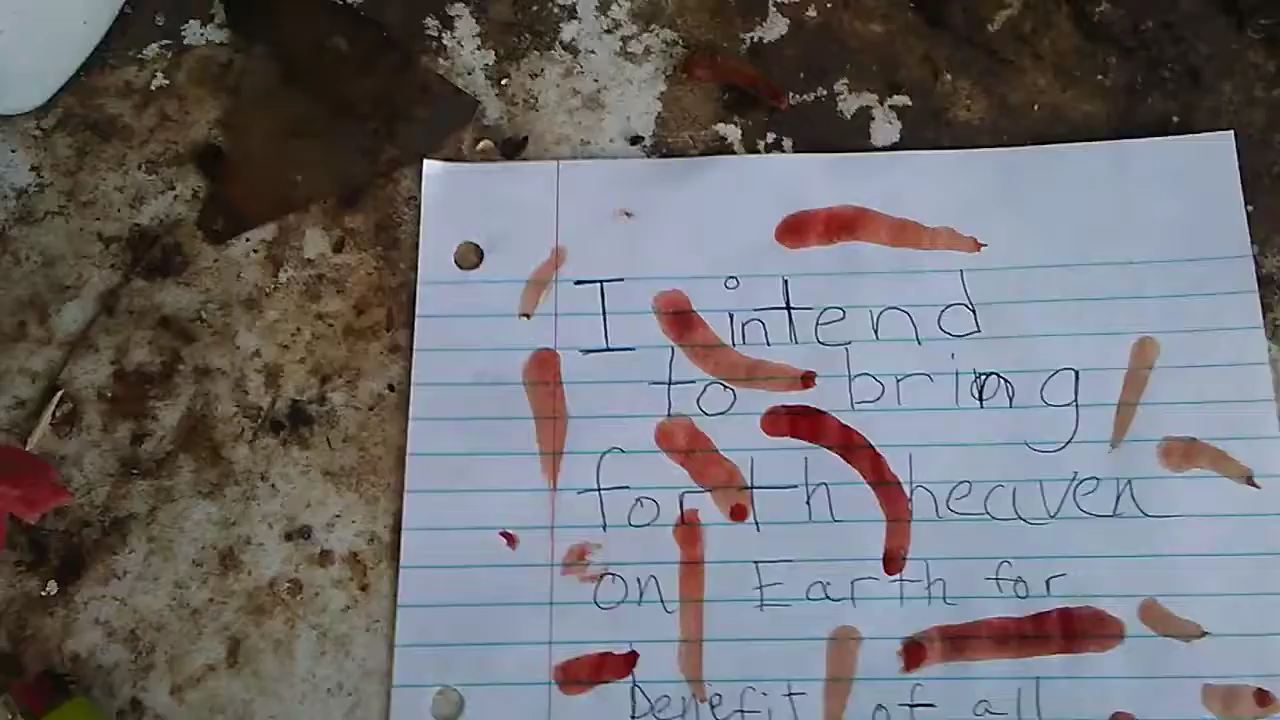 I intend
to bring
forth heaven
on Earth for
benefit of all